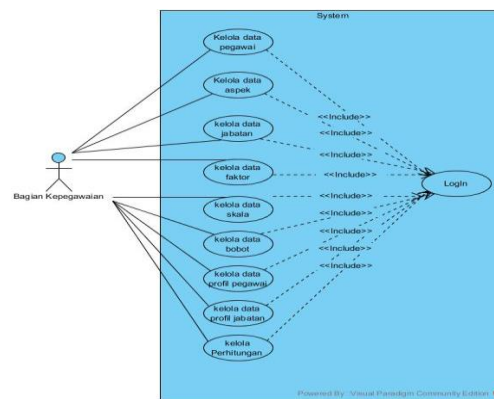 System
Kelola data
pegawai
Kelola data
aspek
<<Include>>
<<Include>>
kelola data
jabatan
<<Include>>
kelola data
faktor
<<Include>>
LogIn
Bagian Kepegawaian
kelola data
skala
<<Include>>
<<Include>>
kelola data
bobot
<<Include>>
kelola data
profil pegawai
<<Include>>
kelola data
profil jabatan
kelola
Perhitungan
Powered By: Visual Paradigm Community Edition